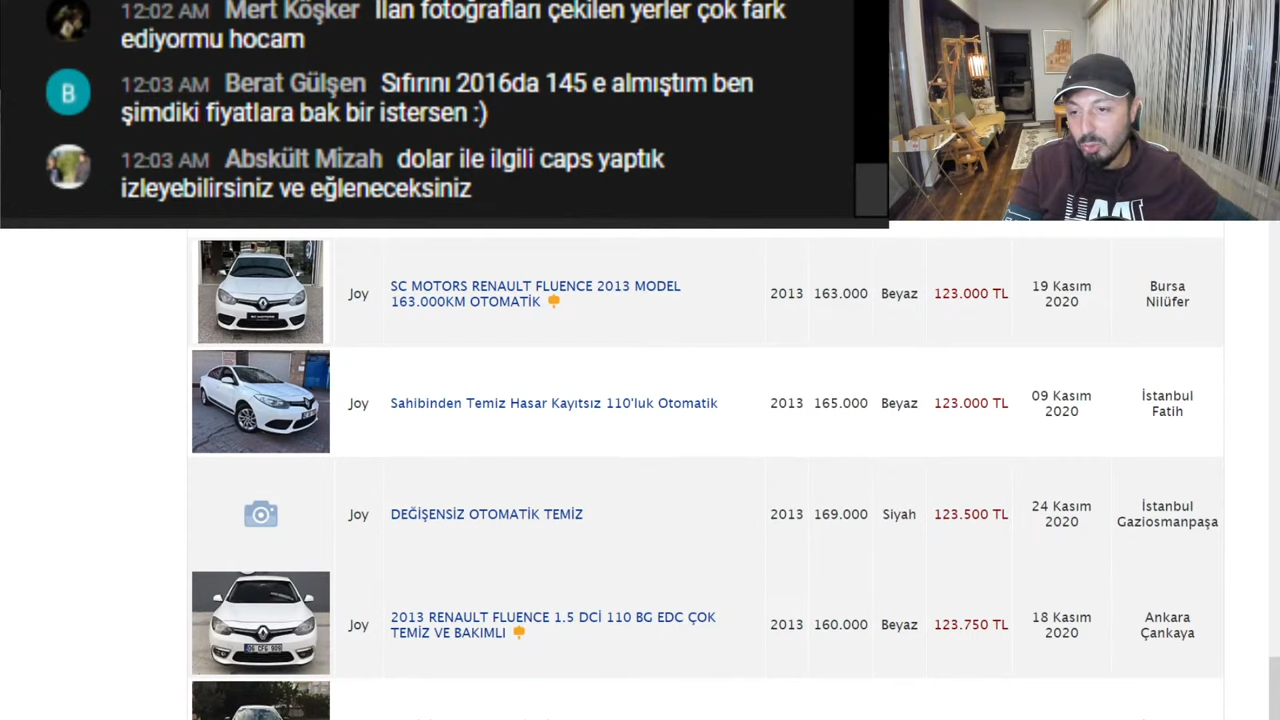 12:02 AM Mert Köşker İlan fotoğrafları çekilen yerler çok fark
ediyormu hocam
B
12:03 AM Berat Gülşen Sıfırını 2016da 145 e almıştım ben
şimdiki fiyatlara bak bir istersen :)
12:03 AM Abskült Mizah dolar ile ilgili caps yaptık
izleyebilirsiniz ve eğleneceksiniz
Joy
SC MOTORS RENAULT FLUENCE 2013 MODEL
163.000KM OTOMATİK
2013 163.000 Beyaz 123.000 TL
19 Kasım
2020
Bursa
Nilüfer
Joy
Sahibinden Temiz Hasar Kayıtsız 110'luk Otomatik
2013 165.000 Beyaz 123.000 TL
09 Kasım
2020
İstanbul
Fatih
Joy
DEĞİŞENSİZ OTOMATİK TEMİZ
2013 169.000 Siyah 123.500 TL
24 Kasım
2020
İstanbul
Gaziosmanpaşa
Joy
2013 RENAULT FLUENCE 1.5 DCİ 110 BG EDC ÇOK
TEMİZ VE BAKIMLI
2013 160.000 Beyaz 123.750 TL
18 Kasım
2020
Ankara
Çankaya